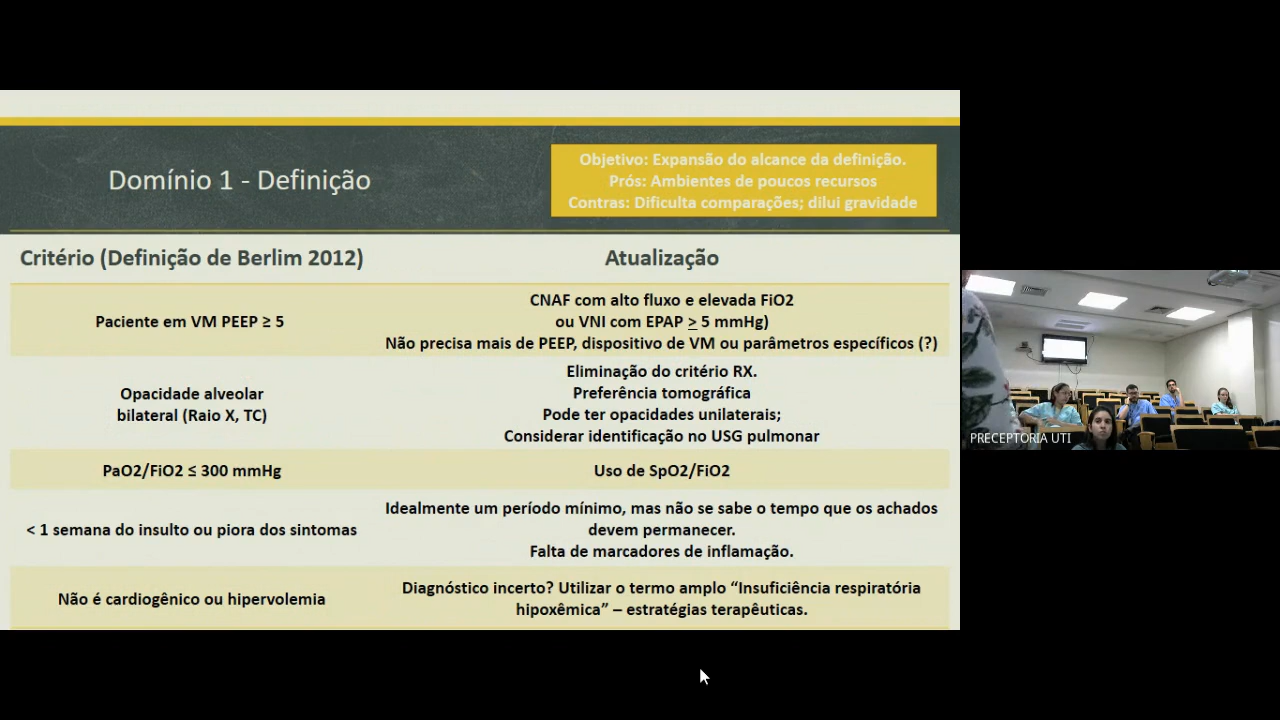 Domínio 1 - Definição
Objetivo: Expansão do alcance da definição.
Prós: Ambientes de poucos recursos
Contras: Dificulta comparações; dilui gravidade
Critério (Definição de Berlim 2012)
Atualização
Paciente em VM PEEP ≥ 5
CNAF com alto fluxo e elevada FiO2
ou VNI com EPAP > 5 mmHg)
Não precisa mais de PEEP, dispositivo de VM ou parâmetros específicos (?)
Opacidade alveolar
bilateral (Raio X, TC)
Eliminação do critério RX.
Preferência tomográfica
Pode ter opacidades unilaterais;
Considerar identificação no USG pulmonar
PaO2/FiO2 ≤ 300 mmHg
Uso de SpO2/FiO2
< 1 semana do insulto ou piora dos sintomas
Idealmente um período mínimo, mas não se sabe o tempo que os achados
devem permanecer.
Falta de marcadores de inflamação.
Não é cardiogênico ou hipervolemia
Diagnóstico incerto? Utilizar o termo amplo “Insuficiência respiratória
hipoxêmica” – estratégias terapêuticas.
PRECEPTORIA UTI